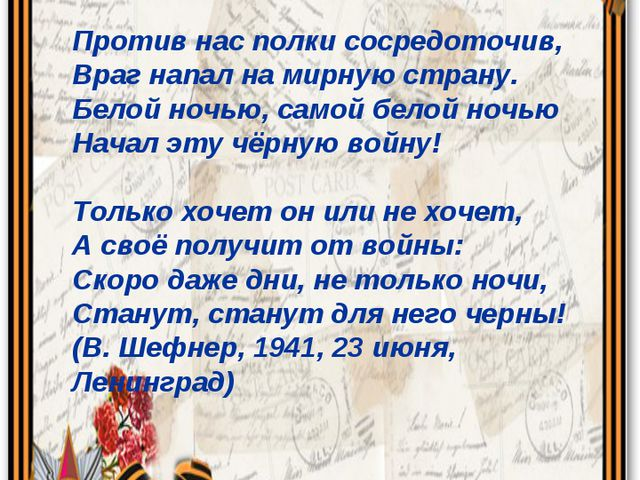 Против нас полки сосредоточив,
Враг напал на мирную страну.
Белой ночью, самой белой ночью
Начал эту чёрную войну!
POST CARD
Только хочет он или не хочет,
А своё получит от войны:
Скоро даже дни, не только ночи,
Станут, станут для него черны!
(В. Шефнер, 1941, 23 июня,
Ленинград)